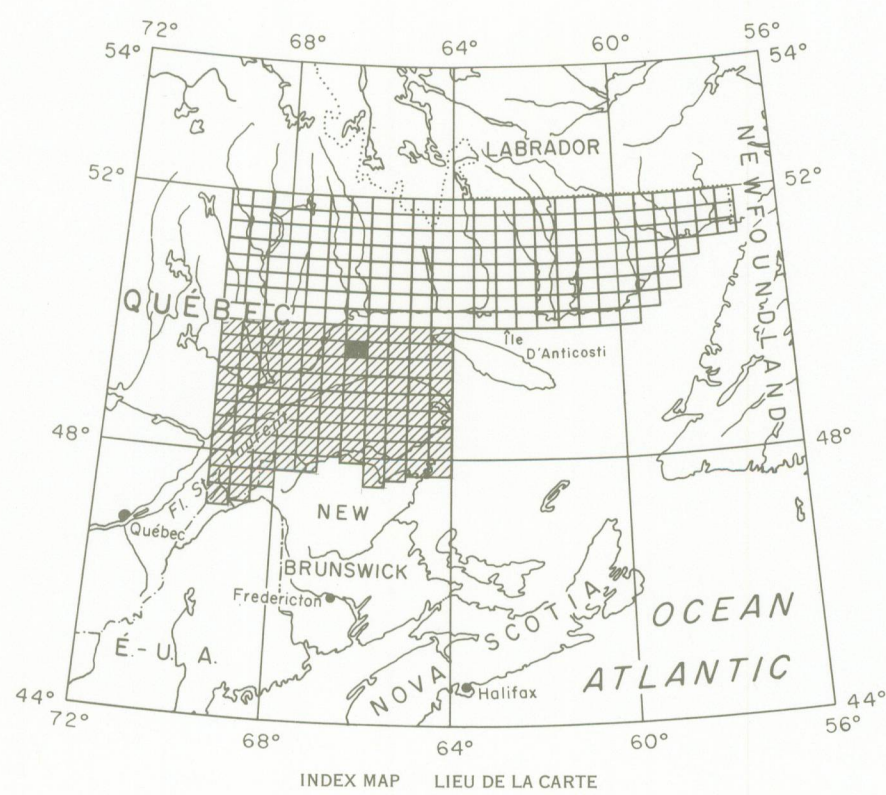 72°
68°
64°
60°
56°
54°
54°
LABRADOR
52°
52°
NEWFOUNDLAND
QUÉBEC
Île
D'Anticosti
48°
48°
Fl. St-Laurent
Québec
NEW
BRUNSWICK
Fredericton
É.-U. A.
NOVA SCOTIA
Halifax
OCEAN
ATLANTIC
44°
44°
72°
68°
64°
60°
56°
INDEX MAP LIEU DE LA CARTE